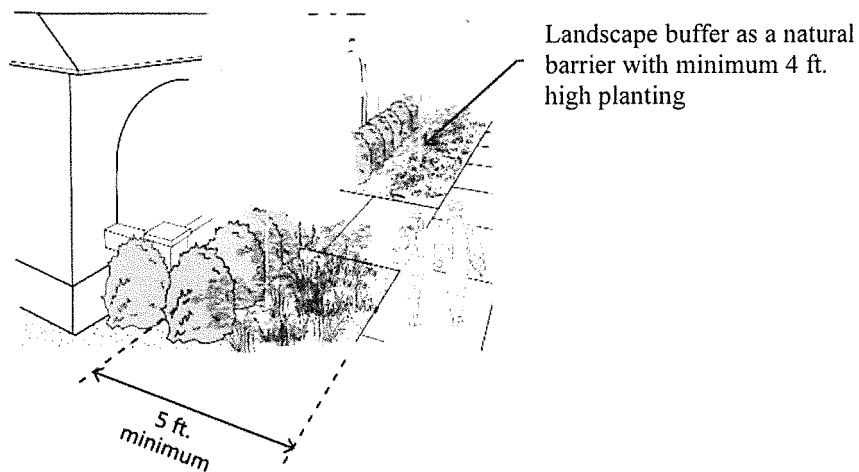 Landscape buffer as a natural
barrier with minimum 4 ft.
high planting
5 ft.
minimum